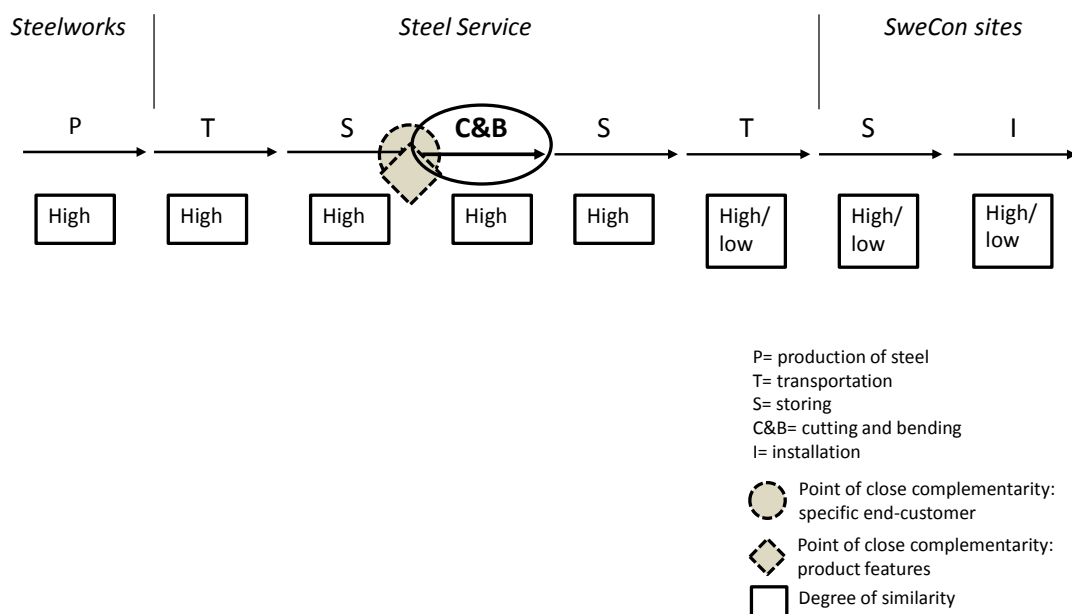 Steelworks
Steel Service
SweCon sites
P
T
S
C&B
S
T
S
I
High
High
High
High
High
High/
low
High/
low
High/
low
P= production of steel
T= transportation
S= storing
C&B= cutting and bending
I= installation
Point of close complementarity:
specific end-customer
Point of close complementarity:
product features
Degree of similarity